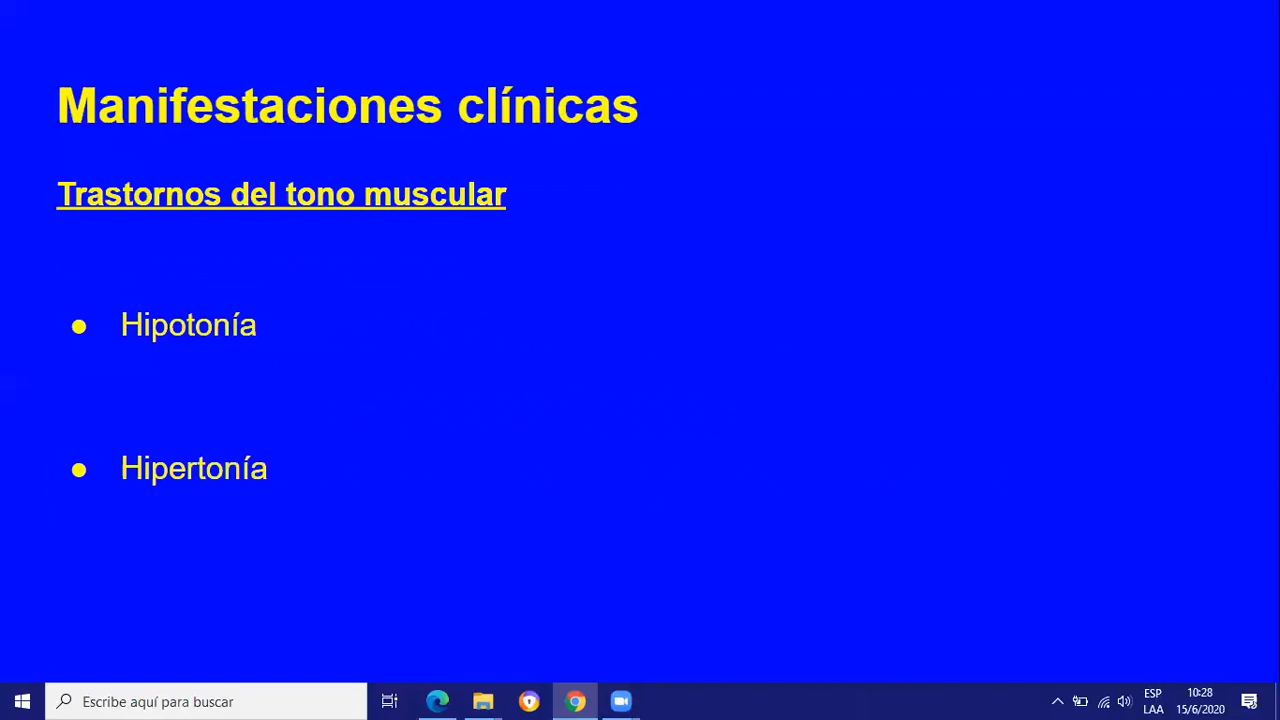 Manifestaciones clínicas
Trastornos del tono muscular
● Hipotonía
● Hipertonía
Escribe aquí para buscar
ESP
LAA
10:28
15/6/2020